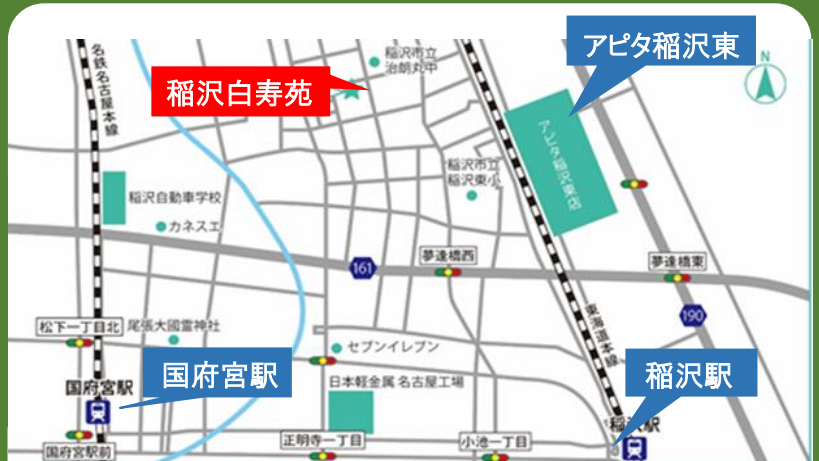 アピタ稲沢東
名鉄名古屋本線
稲沢市立
治朗丸中
N
稲沢白寿苑
アピタ稲沢東店
稲沢市立
稲沢東小
稲沢自動車学校
カネスエ
夢逢橋西
夢逢橋東
161
190
東海道本線
松下一丁目北
尾張大國霊神社
セブンイレブン
国府宮駅
稲沢駅
国府宮駅
日本軽金属 名古屋工場
国府宮駅前
正明寺一丁目
小池一丁目